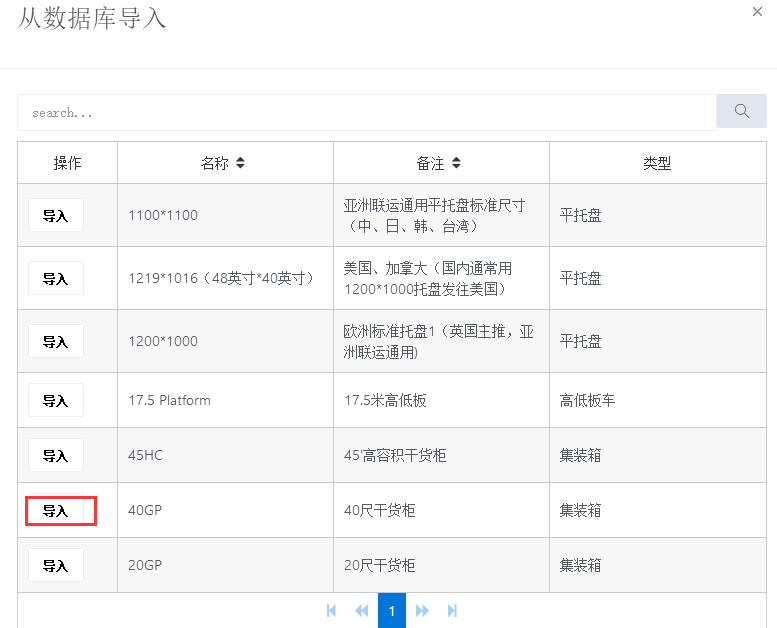 从数据库导入
×
search...
操作 名称 备注 类型
导入 1100*1100 亚洲联运通用平托盘标准尺寸 平托盘
（中、日、韩、台湾）
导入 1219*1016（48英寸*40英寸） 美国、加拿大（国内通常用 平托盘
1200*1000托盘发往美国）
导入 1200*1000 欧洲标准托盘1（英国主推，亚 平托盘
洲联运通用)
导入 17.5 Platform 17.5米高低板 高低板车
导入 45HC 45'高容积干货柜 集装箱
导入 40GP 40尺干货柜 集装箱
导入 20GP 20尺干货柜 集装箱
1